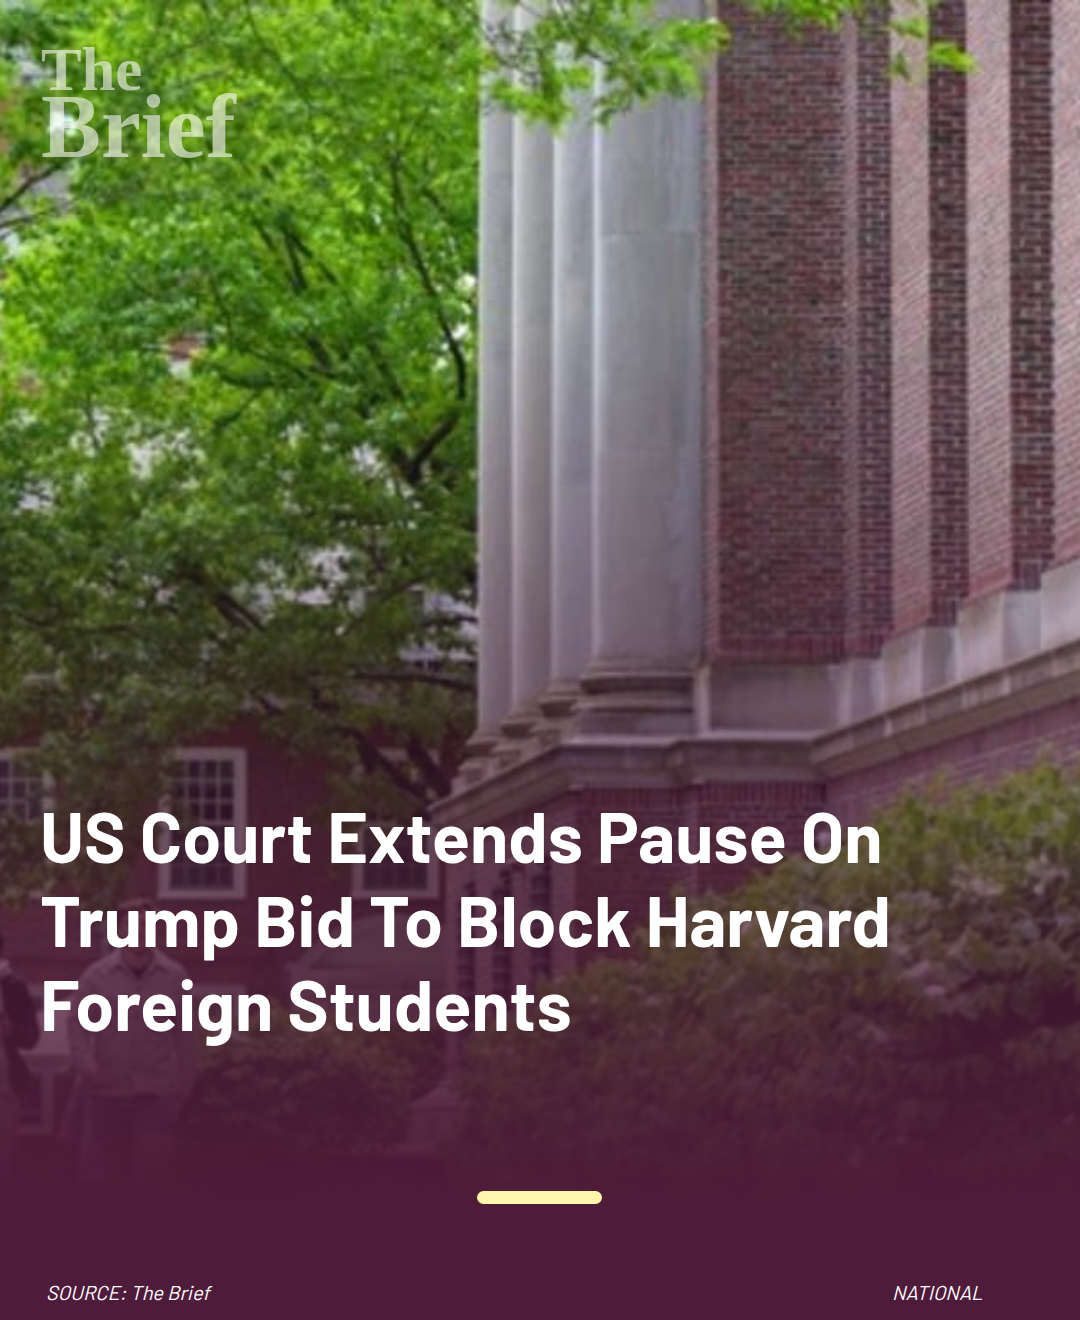 The
Brief
US Court Extends Pause On
Trump Bid To Block Harvard
Foreign Students
SOURCE: The Brief
NATIONAL